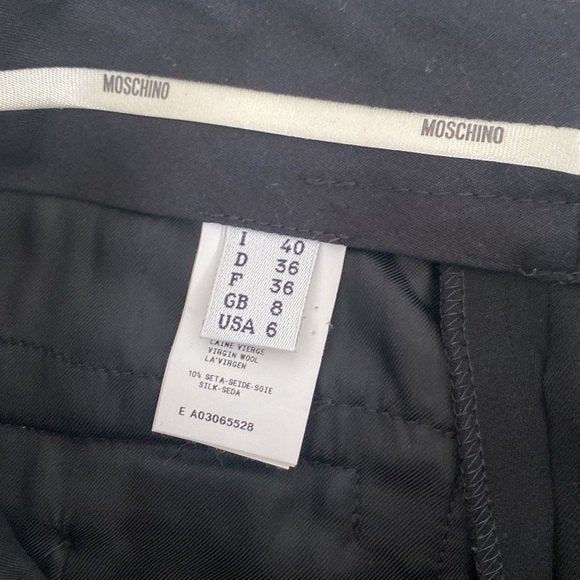 MOSCHINO
MOSCHINO
I 40
D 36
F 36
GB 8
USA 6
LAINE VIERGE
VIRGIN WOOL
LA'VIRGEN
10% SETA-SEIDE-SOIE
SILK-SEDA
E A03065528